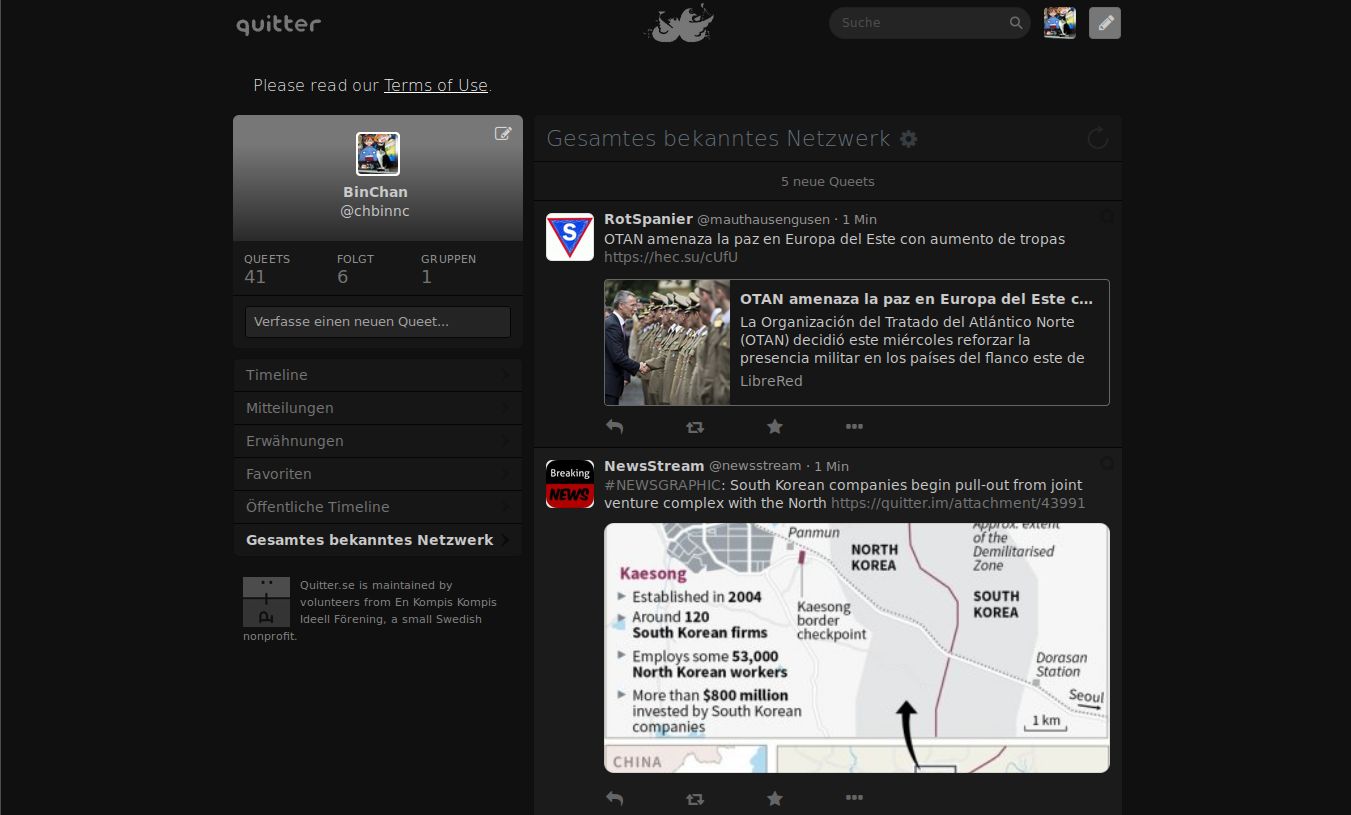 quitter
Suche
Please read our Terms of Use.
BinChan
@chbinnc
QUEETS FOLGT GRUPPEN
41 6 1
Verfasse einen neuen Queet...
Timeline
Mitteilungen
Erwähnungen
Favoriten
Öffentliche Timeline
Gesamtes bekanntes Netzwerk
Quitter.se is maintained by
volunteers from En Kompis Kompis
Ideell Förening, a small Swedish
nonprofit.
Gesamtes bekanntes Netzwerk
5 neue Queets
S
RotSpanier @mauthausengusen · 1 Min
OTAN amenaza la paz en Europa del Este con aumento de tropas
https://hec.su/cUfU
OTAN amenaza la paz en Europa del Este c...
La Organización del Tratado del Atlántico Norte
(OTAN) decidió este miércoles reforzar la
presencia militar en los países del flanco este de
LibreRed
Breaking
NEWS
NewsStream @newsstream · 1 Min
#NEWSGRAPHIC: South Korean companies begin pull-out from joint
venture complex with the North https://quitter.im/attachment/43991
Kaesong
Established in 2004
Around 120
South Korean firms
Employs some 53,000
North Korean workers
More than $800 million
invested by South Korean
companies
Panmun
Kaesong
border
checkpoint
NORTH
KOREA
Approx. extent
of the
Demilitarised
Zone
SOUTH
KOREA
Dorasan
Station
Seoul
1 km
CHINA